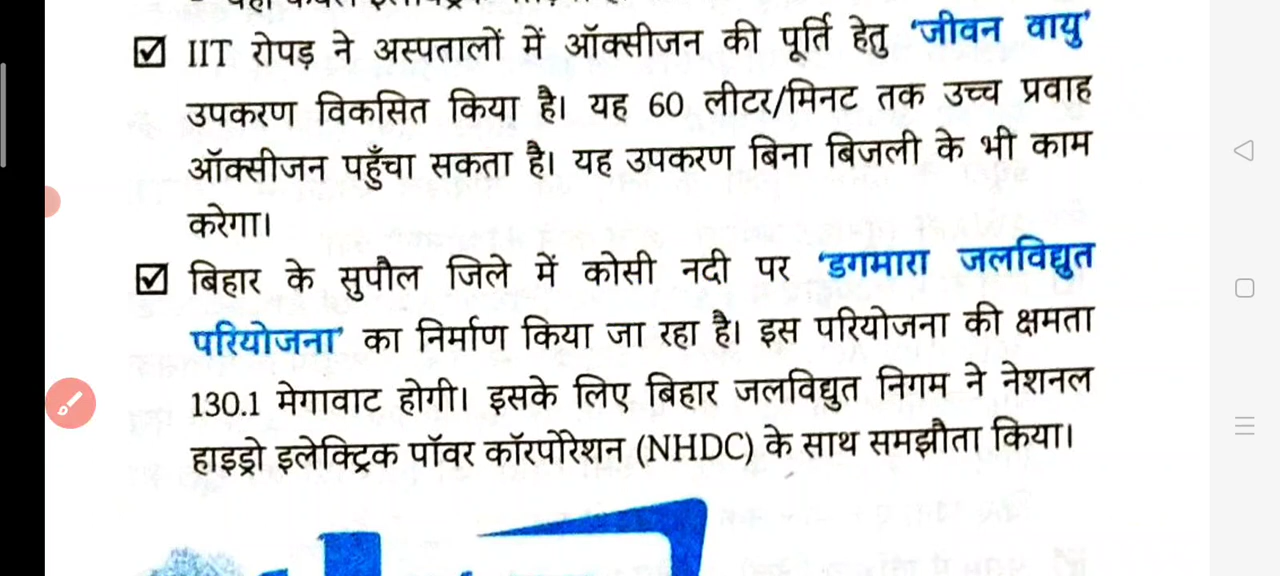 ☑ IIT रोपड़ ने अस्पतालों में ऑक्सीजन की पूर्ति हेतु ‘जीवन वायु’
उपकरण विकसित किया है। यह 60 लीटर/मिनट तक उच्च प्रवाह
ऑक्सीजन पहुँचा सकता है। यह उपकरण बिना बिजली के भी काम
करेगा।
☑ बिहार के सुपौल जिले में कोसी नदी पर ‘डगमारा जलविद्युत
परियोजना’ का निर्माण किया जा रहा है। इस परियोजना की क्षमता
130.1 मेगावाट होगी। इसके लिए बिहार जलविद्युत निगम ने नेशनल
हाइड्रो इलेक्ट्रिक पॉवर कॉरपोरेशन (NHDC) के साथ समझौता किया।